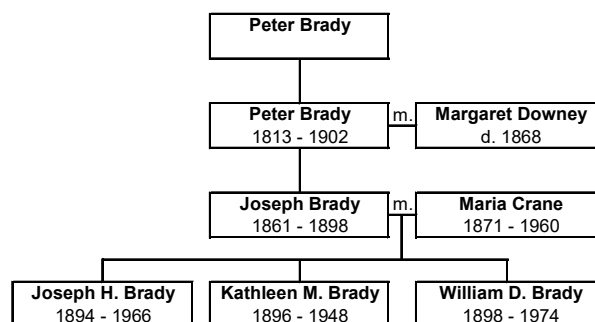 Peter Brady
Peter Brady
1813 - 1902
m.
Margaret Downey
d. 1868
Joseph Brady
1861 - 1898
m.
Maria Crane
1871 - 1960
Joseph H. Brady
1894 - 1966
Kathleen M. Brady
1896 - 1948
William D. Brady
1898 - 1974